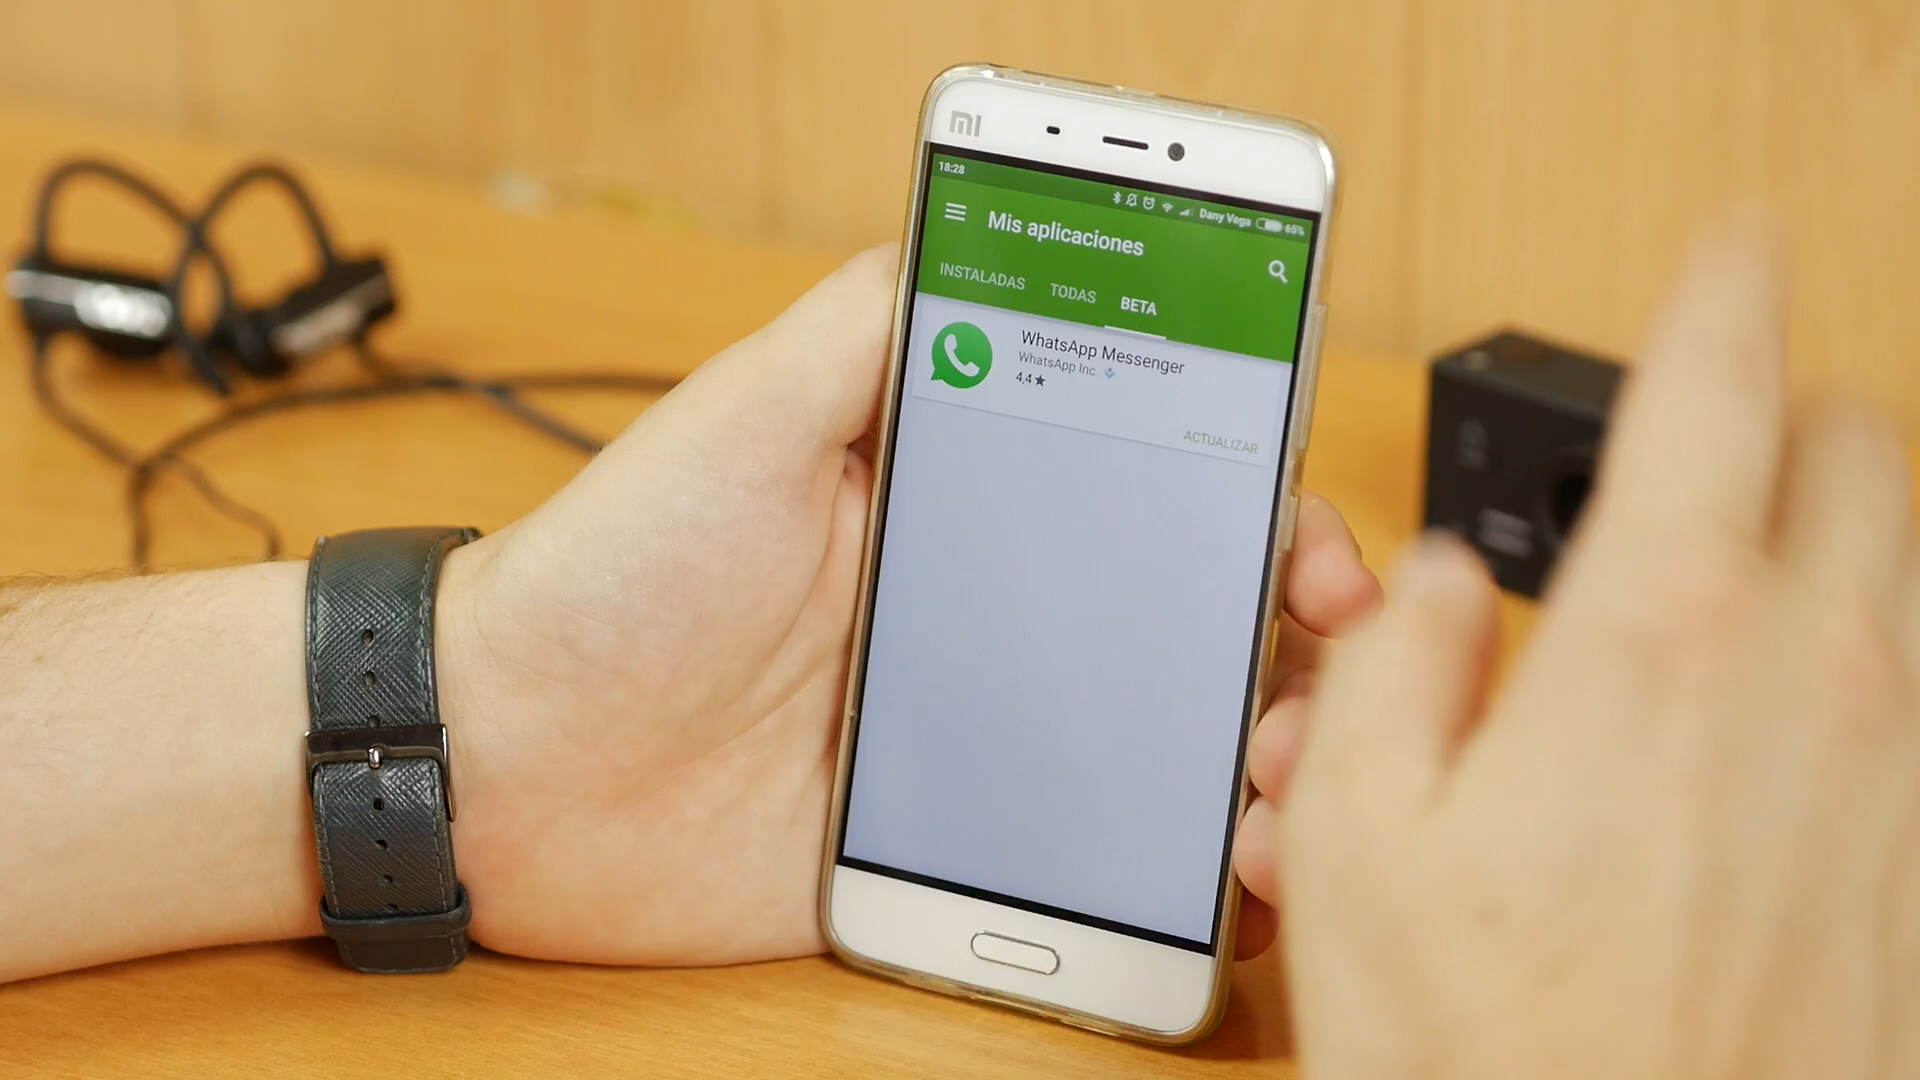 MI
18:28
Dany Vega
65%
Mis aplicaciones
INSTALADAS
TODAS
BETA
WhatsApp Messenger
WhatsApp Inc.
4,4★
ACTUALIZAR